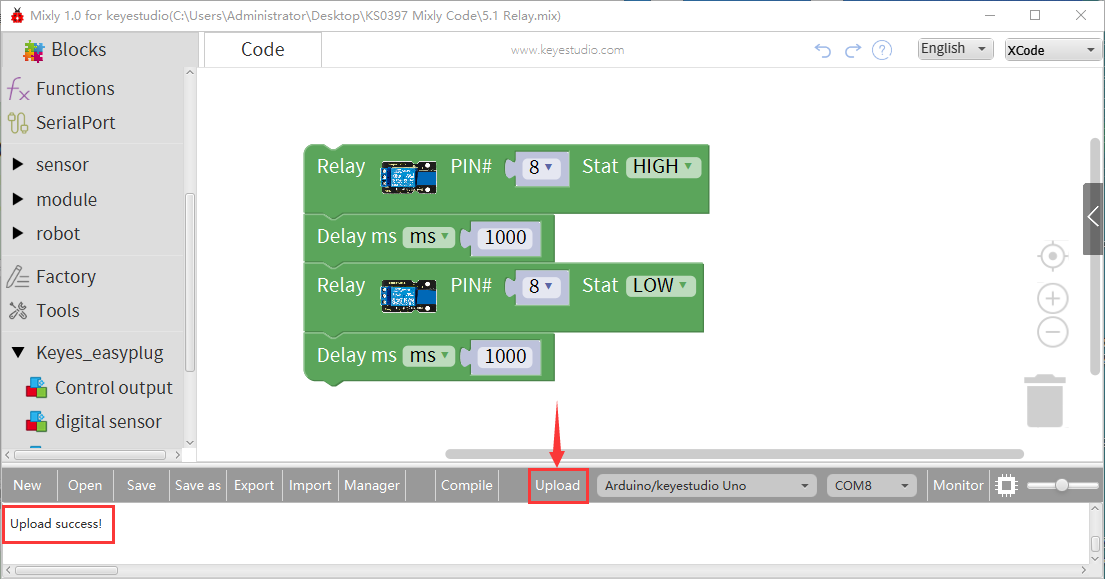 Mixly 1.0 for keyestudio(C:\Users\Administrator\Desktop\KS0397 Mixly Code\5.1 Relay.mix)
Blocks
Code
www.keyestudio.com
English
XCode
Functions
SerialPort
sensor
module
robot
Factory
Tools
Keyes_easyplug
Control output
digital sensor
Relay PIN# 8 Stat HIGH
Delay ms ms 1000
Relay PIN# 8 Stat LOW
Delay ms ms 1000
New Open Save Save as Export Import Manager Compile Upload Arduino/keyestudio Uno COM8 Monitor
Upload success!